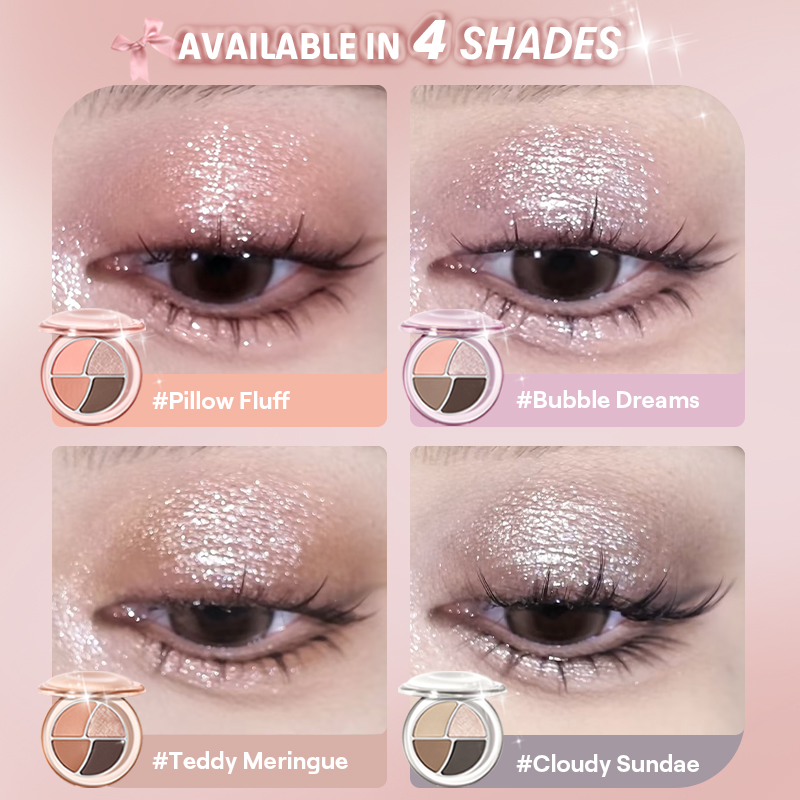 AVAILABLE IN 4 SHADES
#Pillow Fluff
#Bubble Dreams
#Teddy Meringue
#Cloudy Sundae